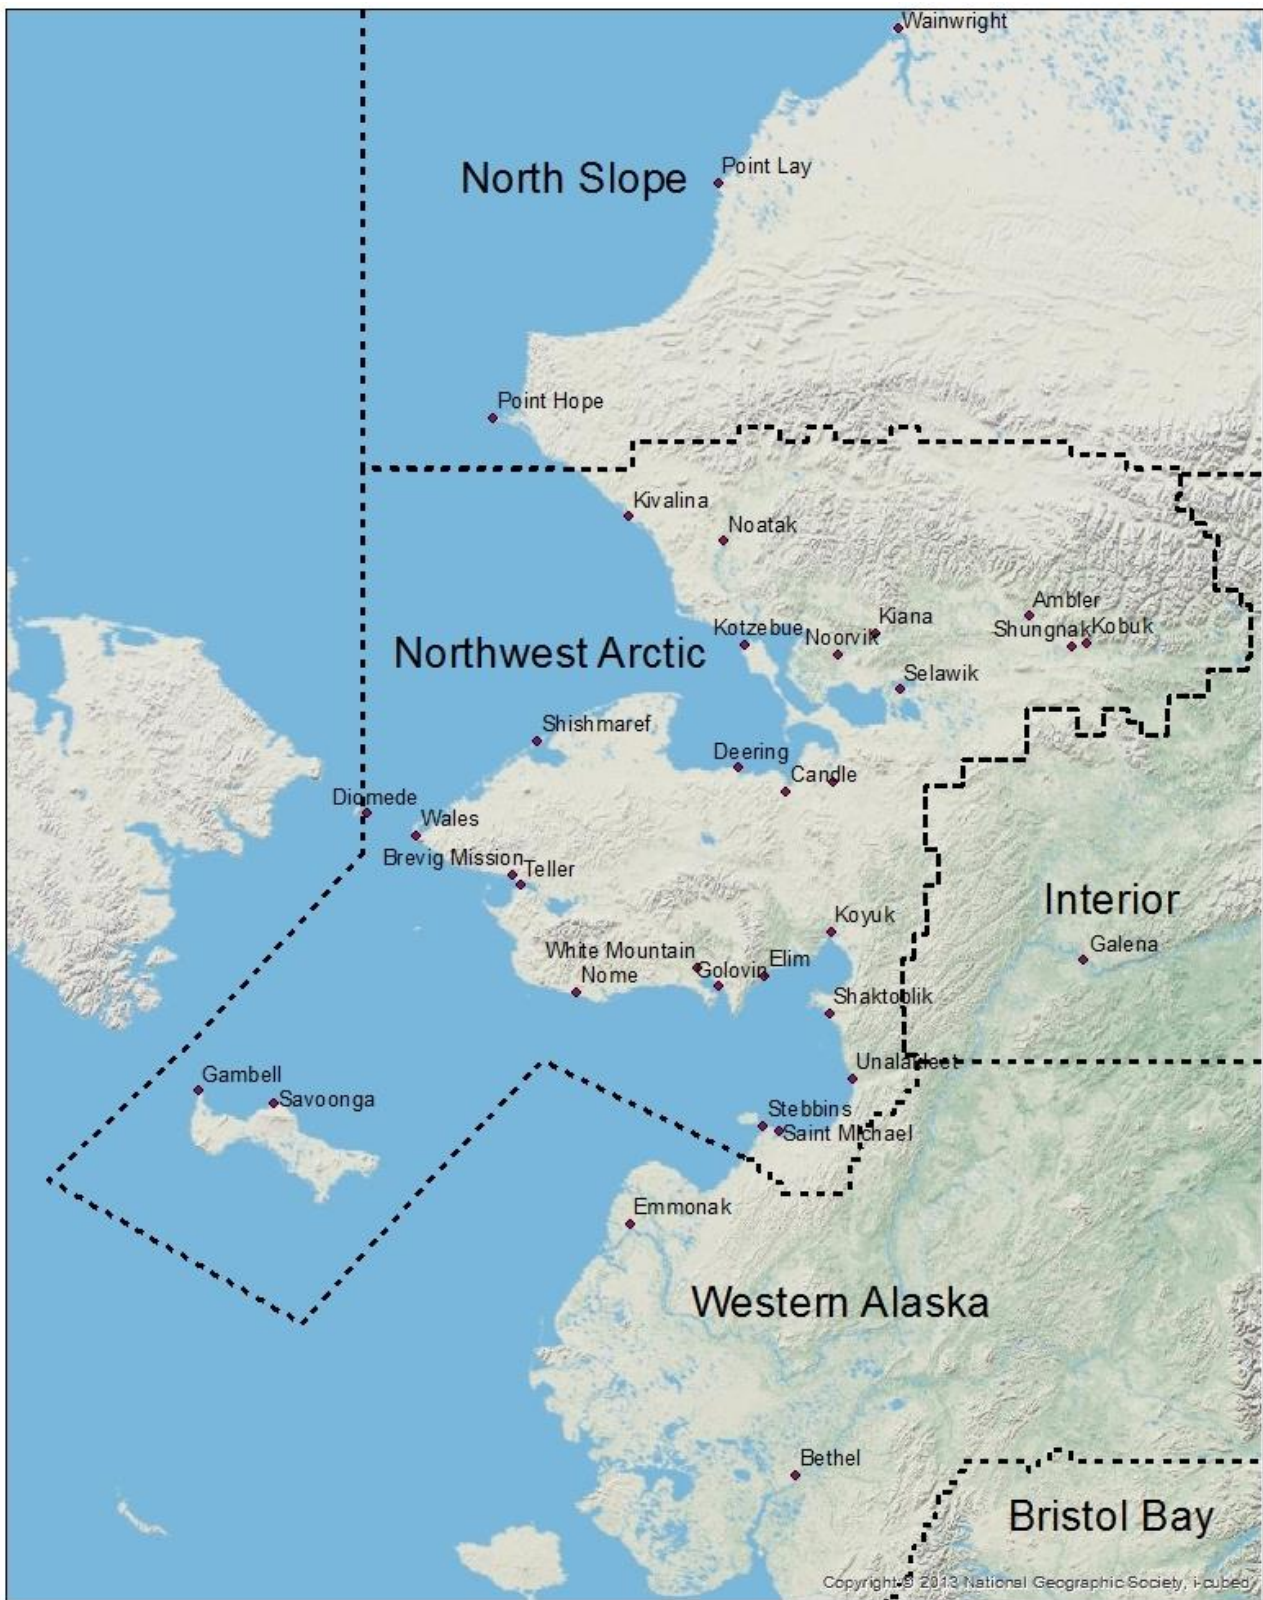 Wainwright
Point Lay
North Slope
Point Hope
Kivalina
Noatak
Ambler
Kiana
Shungnak
Kobuk
Kotzebue
Noorvik
Northwest Arctic
Selawik
Shishmaref
Deering
Candle
Diomede
Wales
Brevig Mission
Teller
Interior
Koyuk
Galena
White Mountain
Elim
Golovin
Nome
Shaktoolik
Unalakleet
Gambell
Savoonga
Stebbins
Saint Michael
Emmonak
Western Alaska
Bethel
Bristol Bay
Copyright:© 2013 National Geographic Society, i-cubed